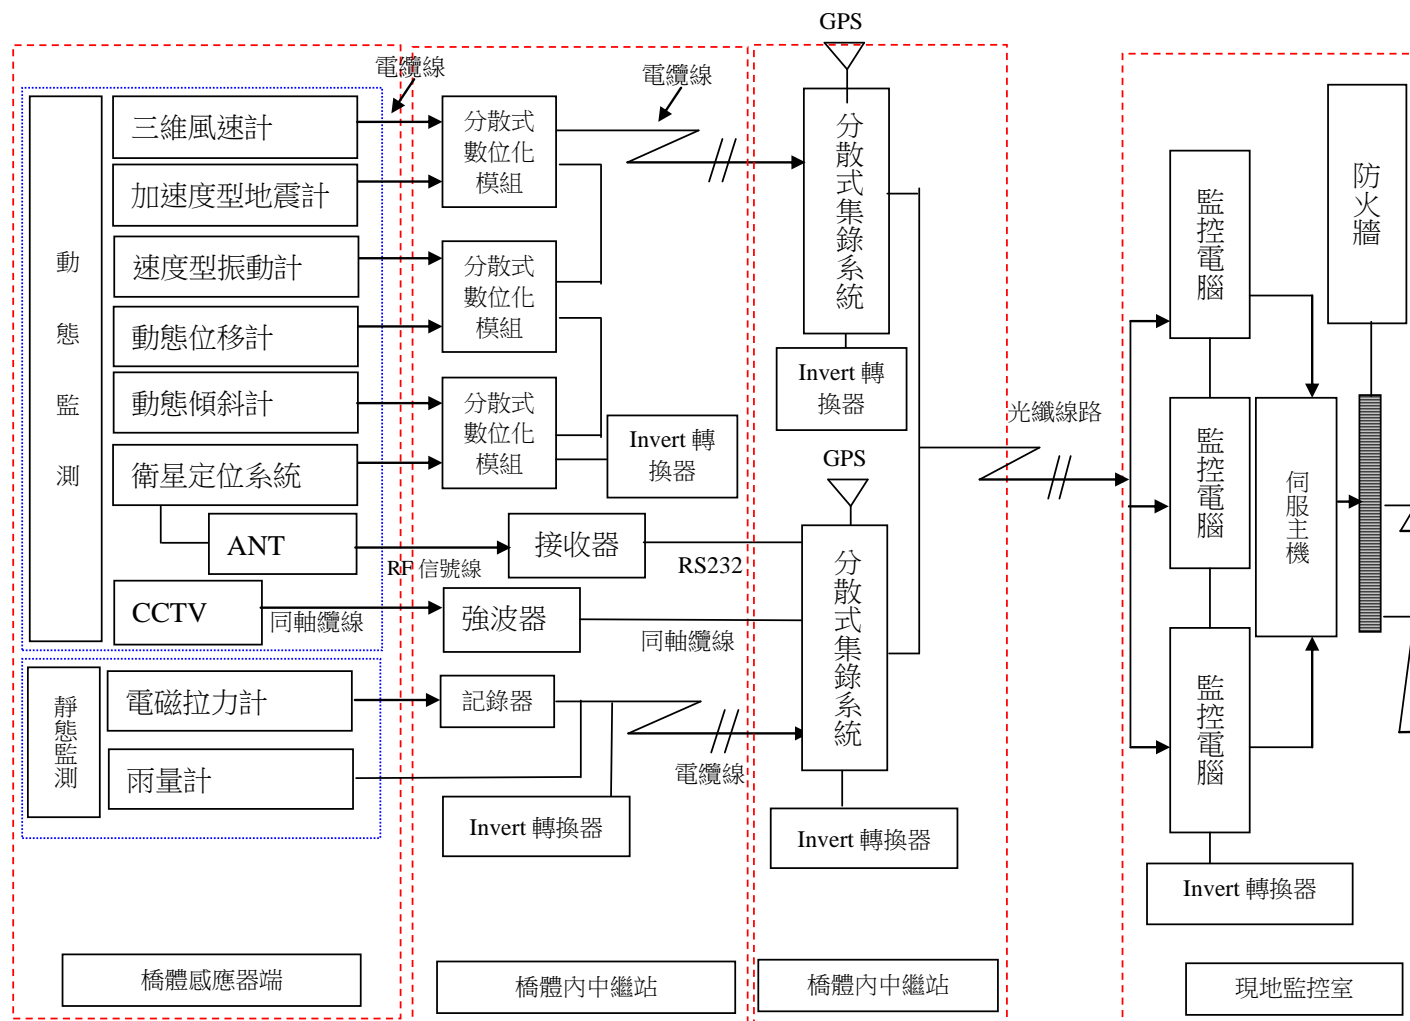 GPS
電纜線
電纜線
動態監測
三維風速計
加速度型地震計
速度型振動計
動態位移計
動態傾斜計
衛星定位系統
ANT
RF 信號線
CCTV
同軸纜線
靜態監測
電磁拉力計
雨量計
橋體感應器端
分散式
數位化
模組
分散式
數位化
模組
分散式
數位化
模組
Invert 轉
換器
接收器
RS232
強波器
同軸纜線
記錄器
電纜線
Invert 轉換器
橋體內中繼站
分散式集錄系統
Invert 轉
換器
GPS
分散式集錄系統
Invert 轉換器
橋體內中繼站
光纖線路
監控電腦
監控電腦
監控電腦
伺服主機
防火牆
Invert 轉換器
現地監控室